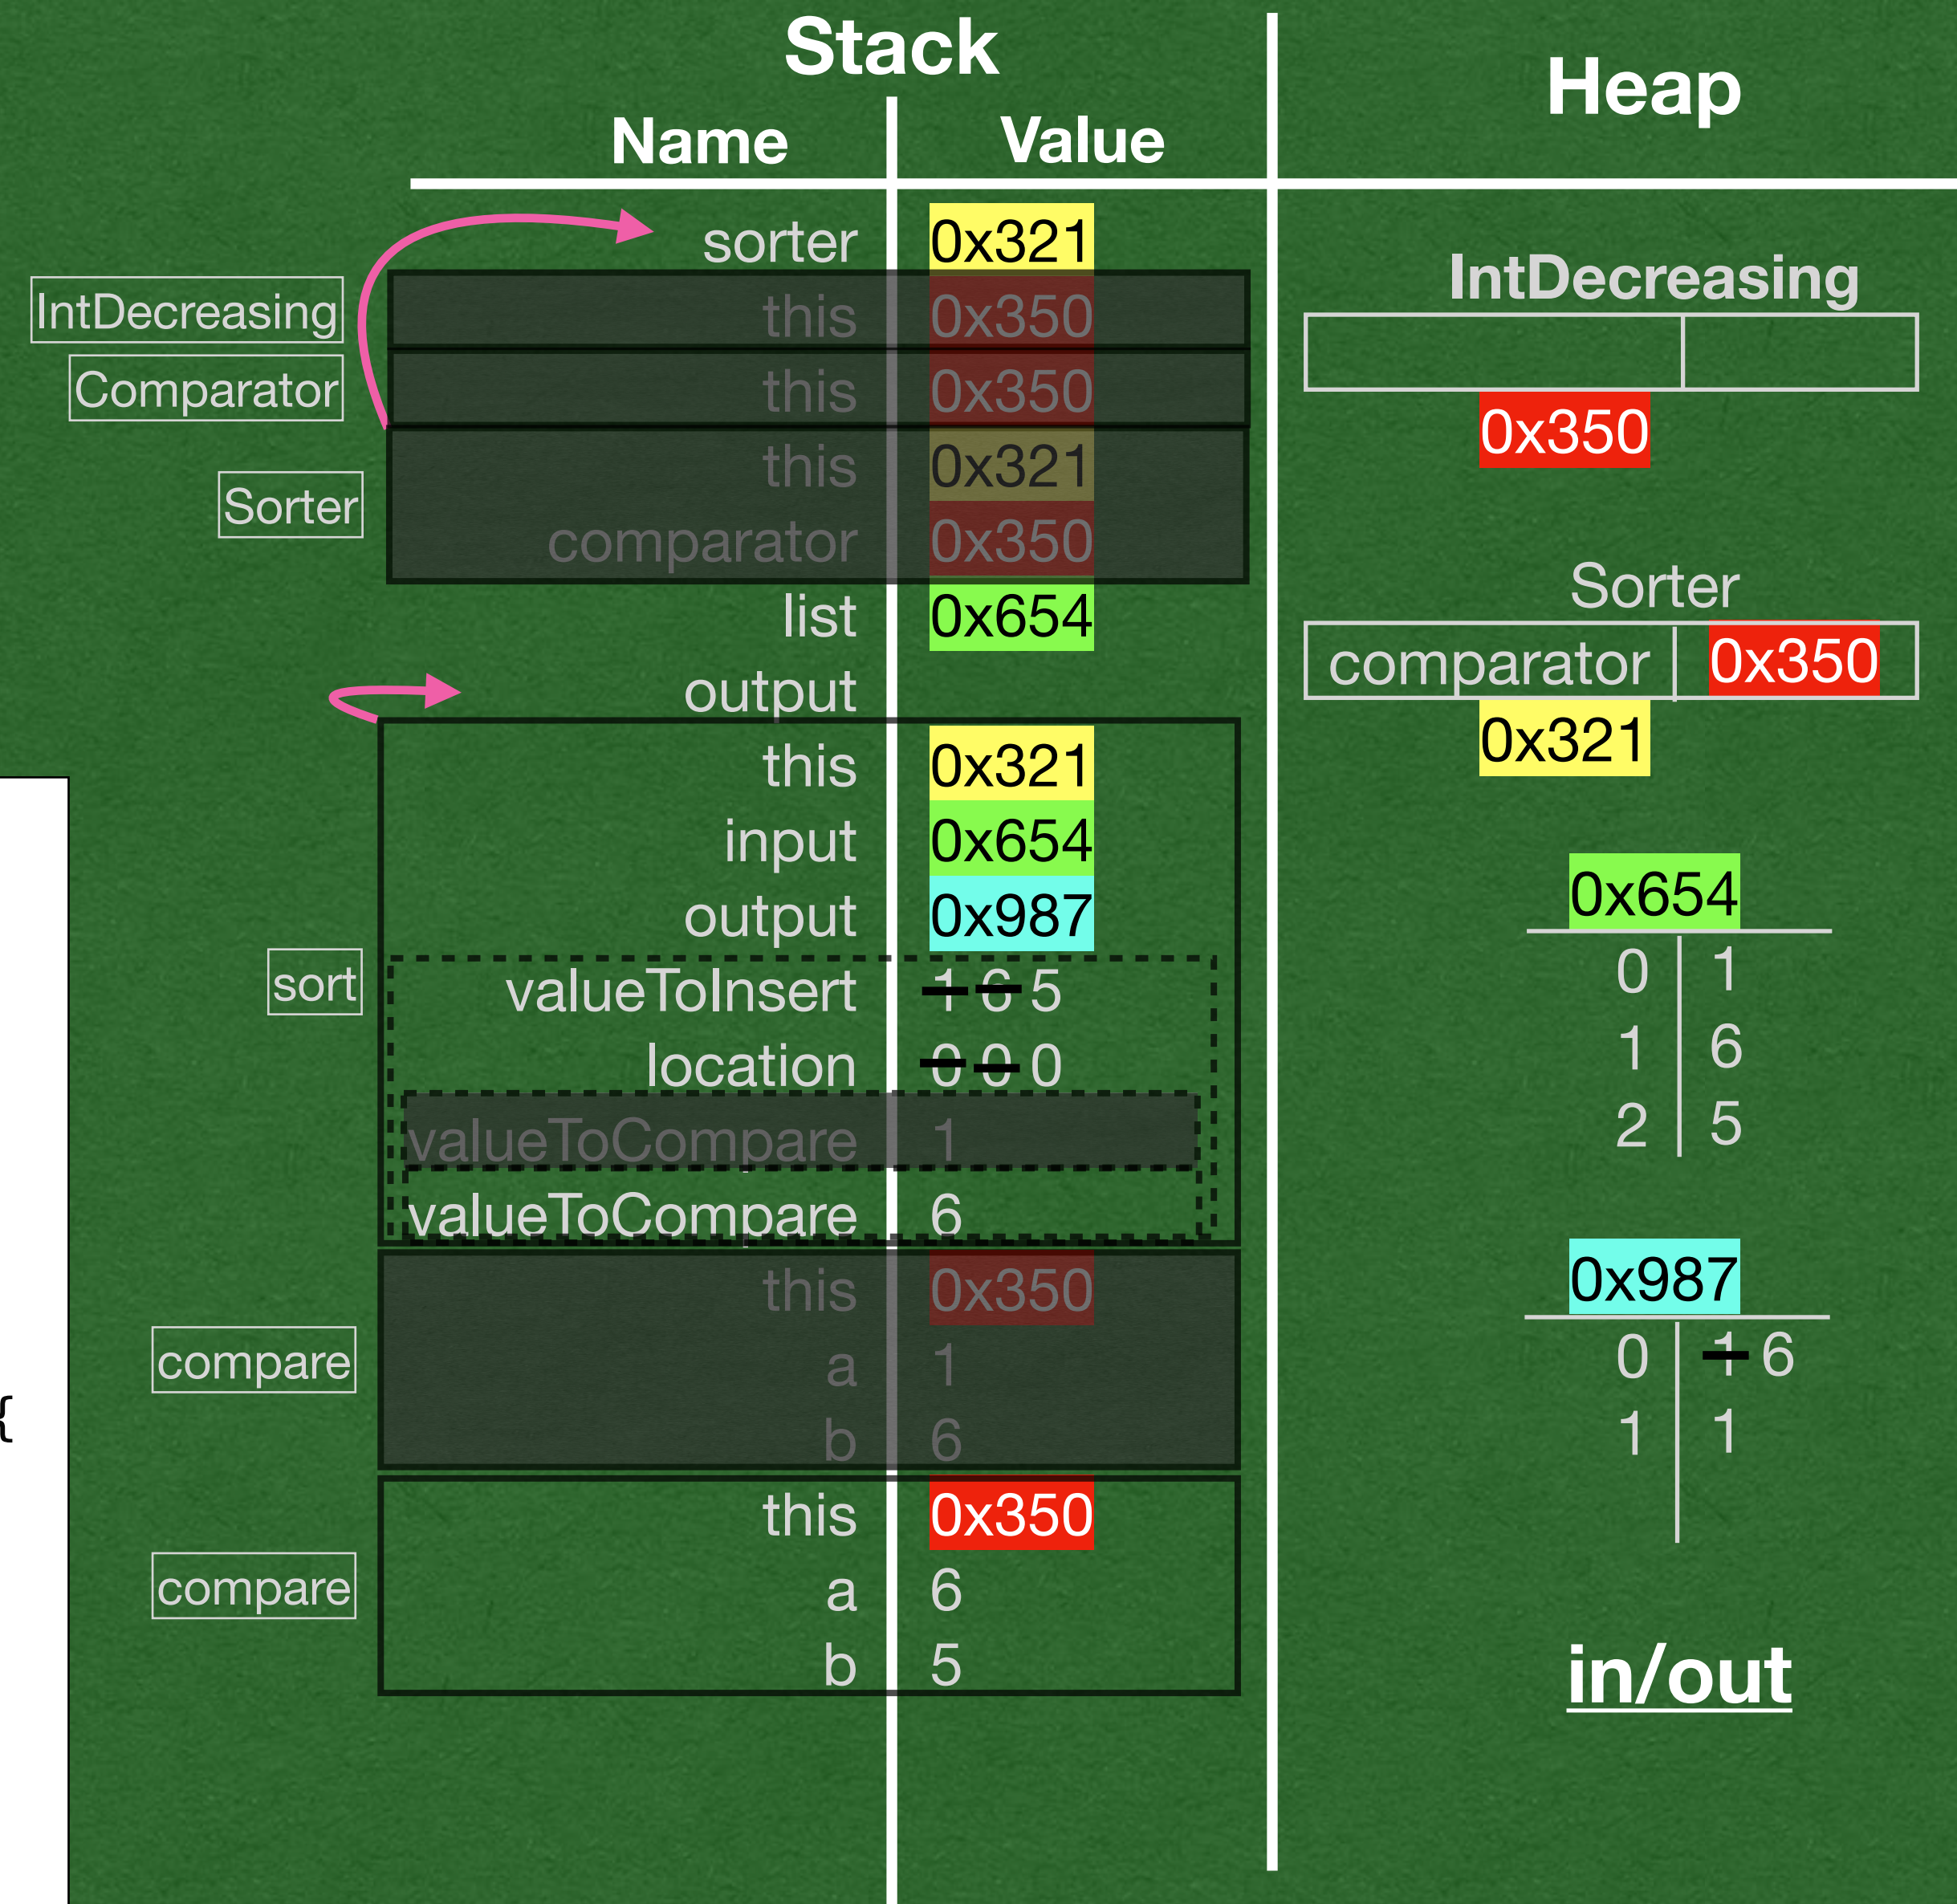 Stack
Heap
Name Value
sorter 0x321
IntDecreasing this 0x350
Comparator this 0x350
Sorter this 0x321
comparator 0x350
list 0x654
output
this 0x321
input 0x654
output 0x987
sort valueToInsert 1 6 5
location 0 0 0
valueToCompare 1
valueToCompare 6
this 0x350
compare a 1
b 6
this 0x350
compare a 6
b 5
{
IntDecreasing
0x350
Sorter
comparator 0x350
0x321
0x654
0 1
1 6
2 5
0x987
0 1 6
1 1
in/out